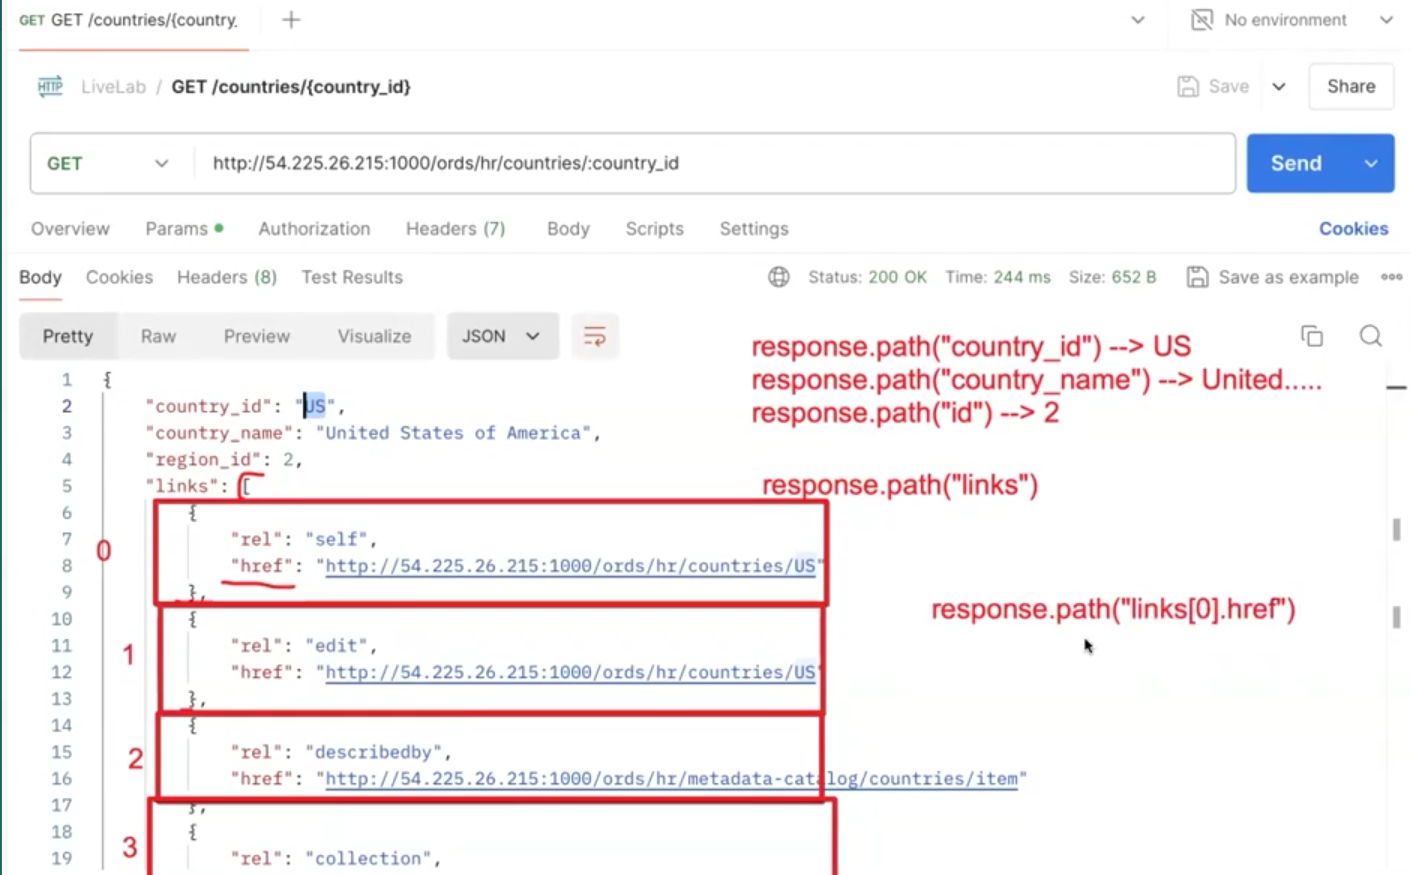 GET GET /countries/{country. +
No environment
HTTP LiveLab / GET /countries/{country_id}
Save
Share
GET http://54.225.26.215:1000/ords/hr/countries/:country_id
Send
Overview Params Authorization Headers (7) Body Scripts Settings Cookies
Body Cookies Headers (8) Test Results Status: 200 OK Time: 244 ms Size: 652 B Save as example
Pretty Raw Preview Visualize JSON
response.path("country_id") --> US
response.path("country_name") --> United.....
response.path("id") --> 2
response.path("links")
response.path("links[0].href")
1 {
2 "country_id": "US",
3 "country_name": "United States of America",
4 "region_id": 2,
5 "links": [
6 {
7 "rel": "self",
0
8 "href": "http://54.225.26.215:1000/ords/hr/countries/US"
9 },
10 {
11 "rel": "edit",
1
12 "href": "http://54.225.26.215:1000/ords/hr/countries/US"
13 },
14 {
15 "rel": "describedby",
2
16 "href": "http://54.225.26.215:1000/ords/hr/metadata-catalog/countries/item"
17 },
18 {
3
19 "rel": "collection",